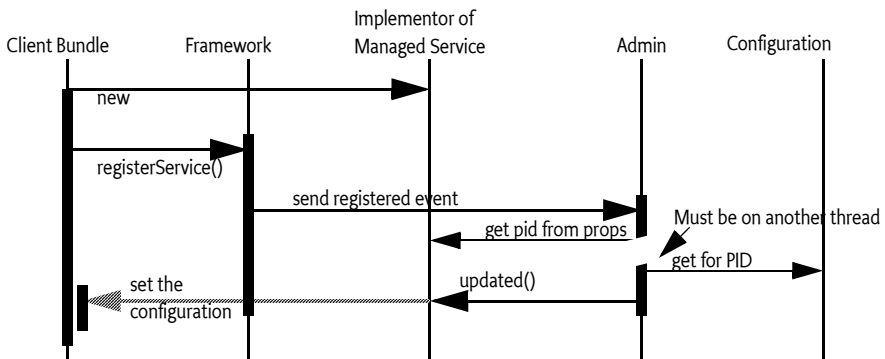 Implementor of
Client Bundle Framework Managed Service Admin Configuration
new
registerService()
send registered event
Must be on another thread
get pid from props
get for PID
updated()
set the
configuration